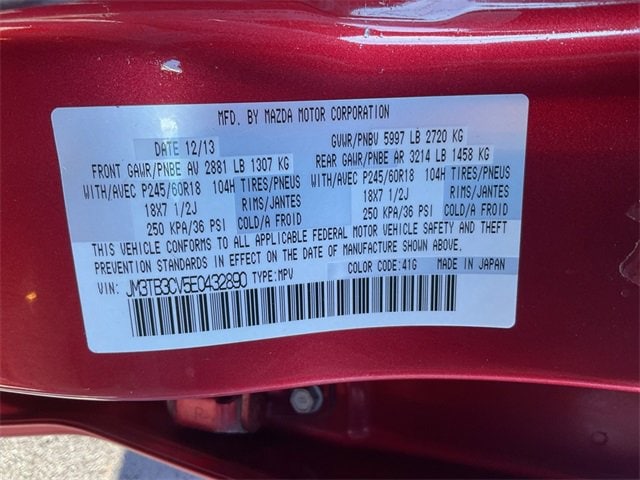 MFD. BY MAZDA MOTOR CORPORATION
DATE 12/13 GVWR/PNBV 5997 LB 2720 KG
FRONT GAWR/PNBE AV 2881 LB 1307 KG REAR GAWR/PNBE AR 3214 LB 1458 KG
WITH/AVEC P245/60R18 104H TIRES/PNEUS WITH/AVEC P245/60R18 104H TIRES/PNEUS
18X7 1/2J RIMS/JANTES 18X7 1/2J RIMS/JANTES
250 KPA/36 PSI COLD/A FROID 250 KPA/36 PSI COLD/A FROID
THIS VEHICLE CONFORMS TO ALL APPLICABLE FEDERAL MOTOR VEHICLE SAFETY AND THEFT
PREVENTION STANDARDS IN EFFECT ON THE DATE OF MANUFACTURE SHOWN ABOVE.
VIN: JM3TB3CV5E0432890 TYPE:MPV COLOR CODE:41G MADE IN JAPAN
R